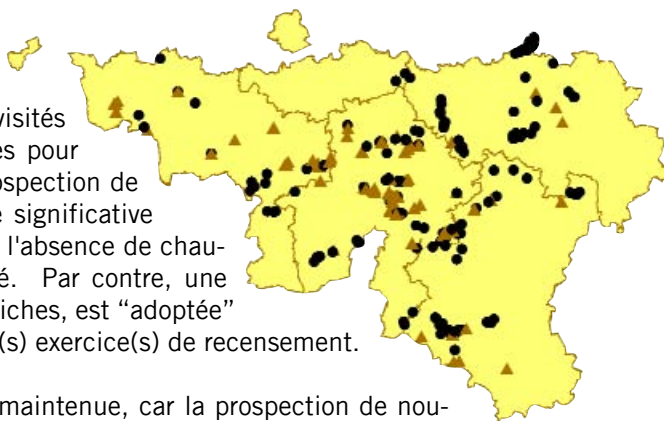 visités
es pour
ospection de
e significative
l'absence de chau-
é. Par contre, une
iches, est “adoptée”
(s) exercice(s) de recensement.
maintenue, car la prospection de nou-